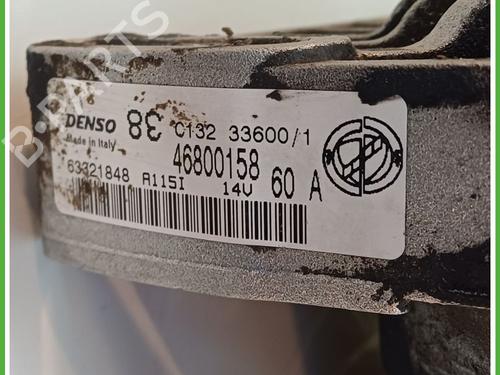 DENSO 8E C132 33600/1
Made in Italy
46800158
63321848 A115I 14V 60 A
B-PARTS